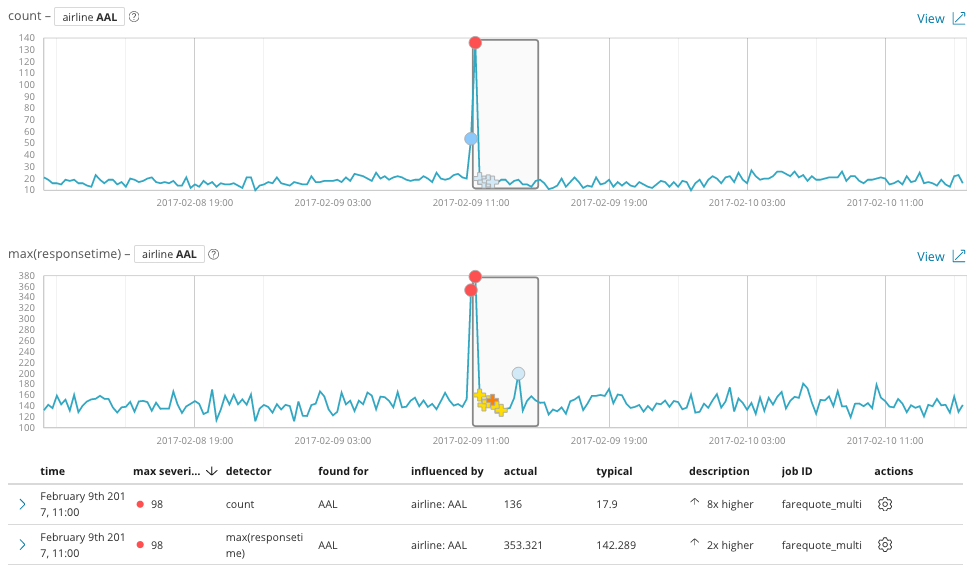 count – airline AAL ?
View
140
130
120
110
100
90
80
70
60
50
40
30
20
10
2017-02-08 19:00 2017-02-09 03:00 2017-02-09 11:00 2017-02-09 19:00 2017-02-10 03:00 2017-02-10 11:00
max(responsetime) – airline AAL ?
View
380
360
340
320
300
280
260
240
220
200
180
160
140
120
100
2017-02-08 19:00 2017-02-09 03:00 2017-02-09 11:00 2017-02-09 19:00 2017-02-10 03:00 2017-02-10 11:00
time max severi... detector found for influenced by actual typical description job ID actions
February 9th 201
7, 11:00
98 count AAL airline: AAL 136 17.9 ↑ 8x higher farequote_multi
February 9th 201
7, 11:00
98
max(responseti
me)
AAL airline: AAL 353.321 142.289 ↑ 2x higher farequote_multi